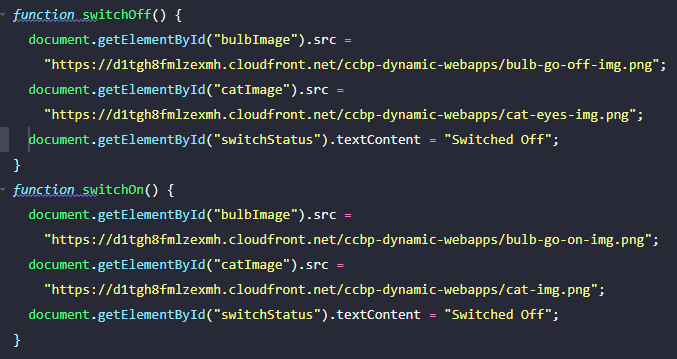 function switchOff() {
document.getElementById("bulbImage").src =
"https://d1tgh8fmlzexmh.cloudfront.net/ccbp-dynamic-webapps/bulb-go-off-img.png";
document.getElementById("catImage").src =
"https://d1tgh8fmlzexmh.cloudfront.net/ccbp-dynamic-webapps/cat-eyes-img.png";
document.getElementById("switchStatus").textContent = "Switched Off";
}
function switchOn() {
document.getElementById("bulbImage").src =
"https://d1tgh8fmlzexmh.cloudfront.net/ccbp-dynamic-webapps/bulb-go-on-img.png";
document.getElementById("catImage").src =
"https://d1tgh8fmlzexmh.cloudfront.net/ccbp-dynamic-webapps/cat-img.png";
document.getElementById("switchStatus").textContent = "Switched Off";
}